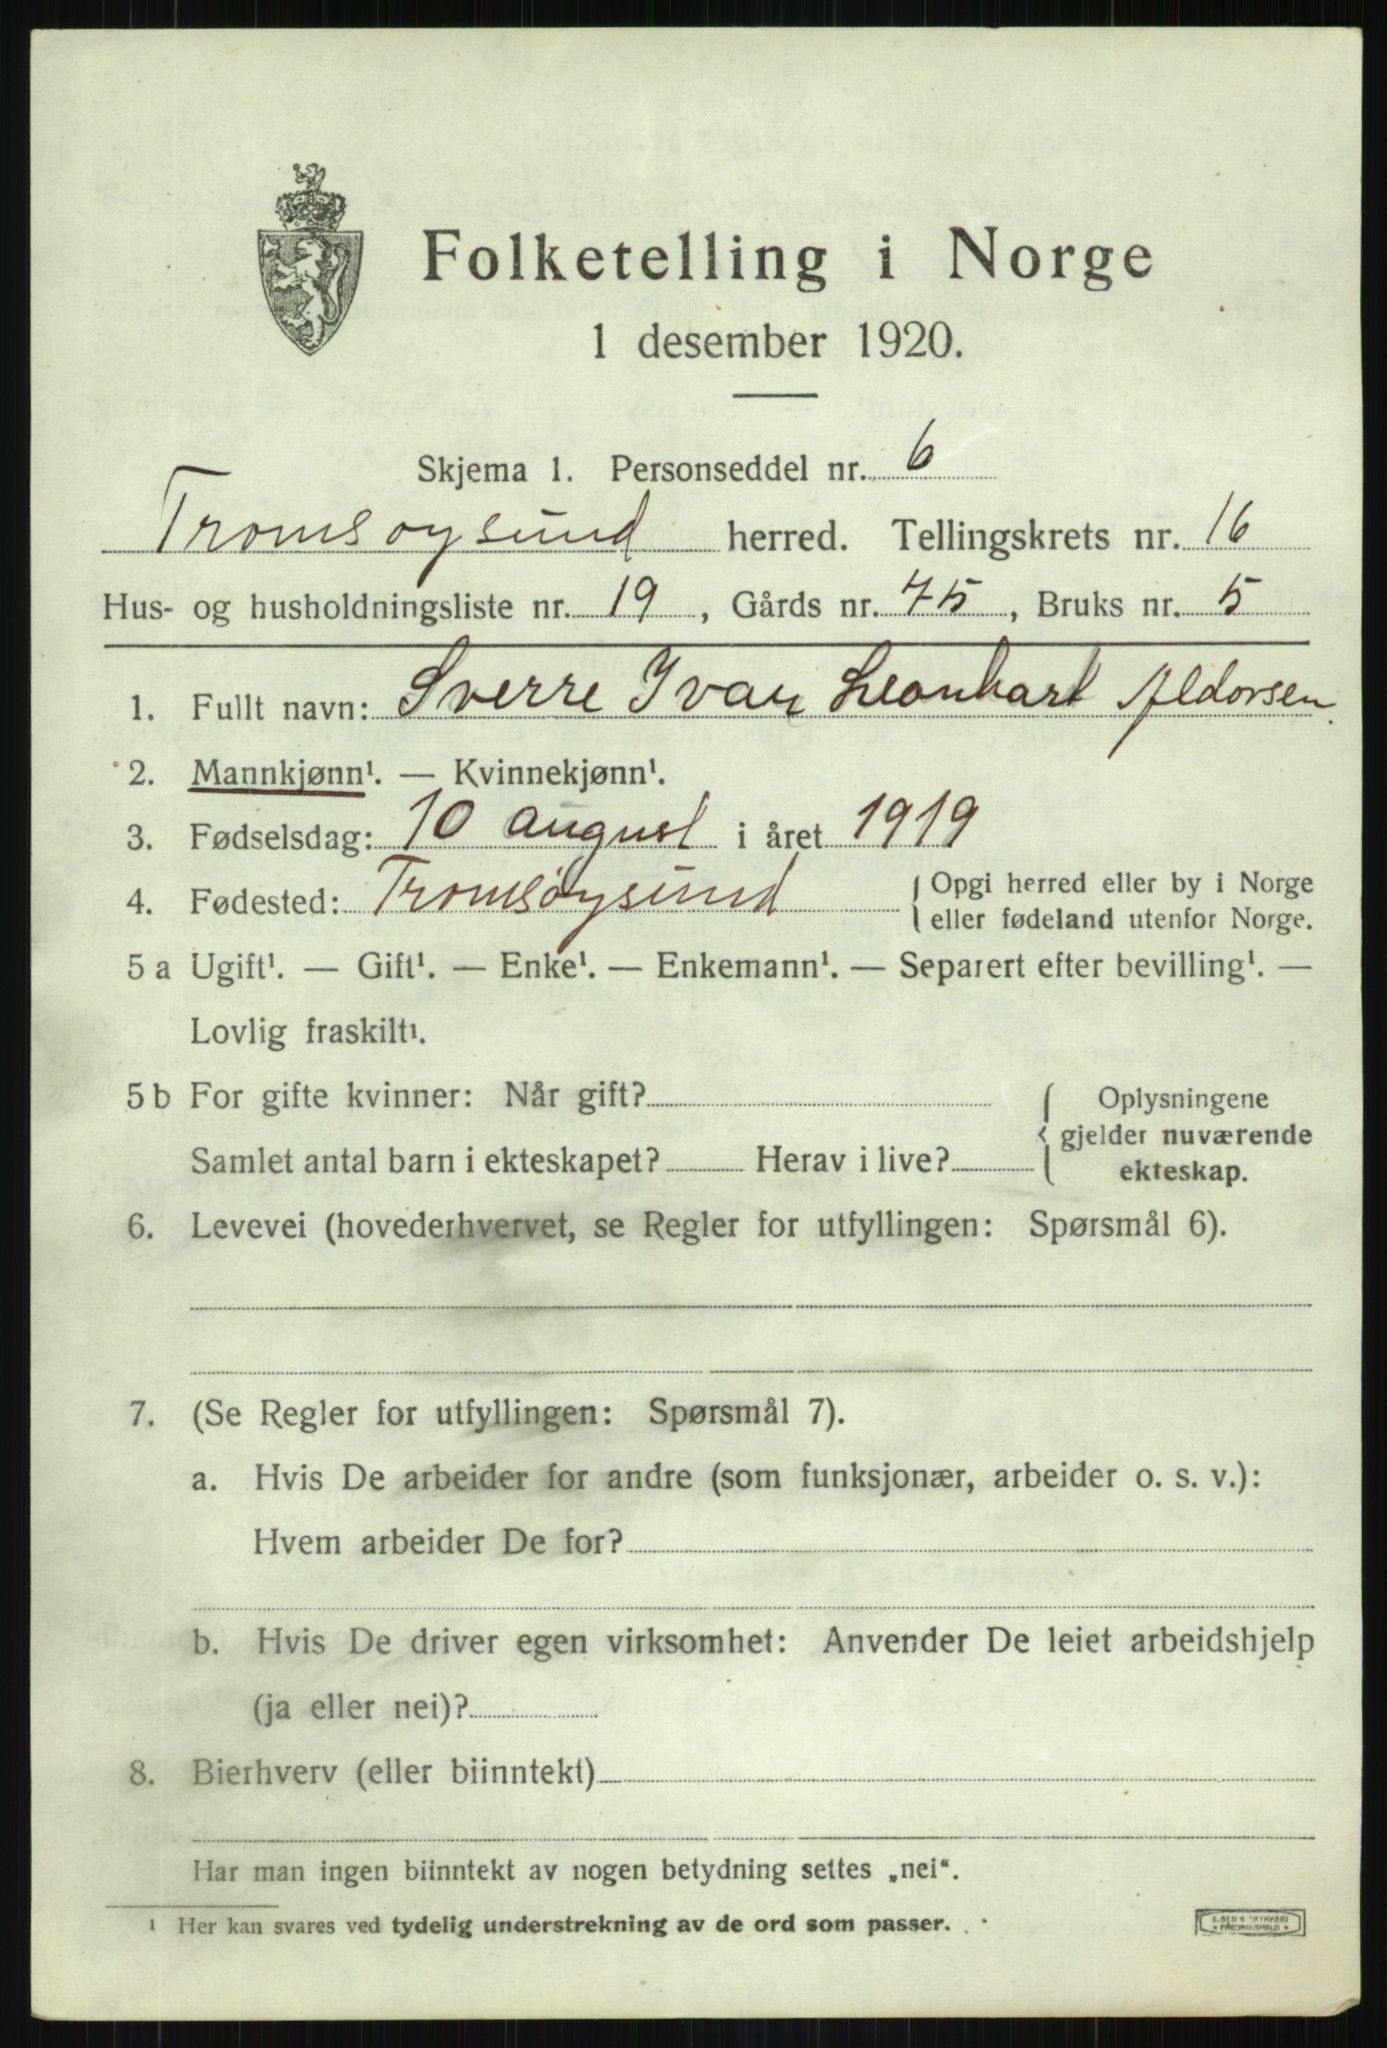 Folketelling i Norge
1 desember 1920.
Skjema 1. Personseddel nr. 6
Tromsøysund herred. Tellingskrets nr. 16
Hus- og husholdningsliste nr. 19, Gårds nr. 75, Bruks nr. 5
1. Fullt navn: Sverre Ivar Leonhart Aldorsen.
2. Mannkjønn¹. — Kvinnekjønn¹.
3. Fødselsdag: 10 august i året 1919
4. Fødested: Tromsøysund
Opgi herred eller by i Norge
eller fødeland utenfor Norge.
5 a Ugift¹. — Gift¹. — Enke¹. — Enkemann¹. — Separert efter bevilling¹. —
Lovlig fraskilt¹.
5 b For gifte kvinner: Når gift?
Samlet antal barn i ekteskapet? Herav i live?
Oplysningene
gjelder nuværende
ekteskap.
6. Levevei (hovederhvervet, se Regler for utfyllingen: Spørsmål 6).
7. (Se Regler for utfyllingen: Spørsmål 7).
a. Hvis De arbeider for andre (som funksjonær, arbeider o. s. v.):
Hvem arbeider De for?
b. Hvis De driver egen virksomhet: Anvender De leiet arbeidshjelp
(ja eller nei)?
8. Bierhverv (eller biinntekt)
Har man ingen biinntekt av nogen betydning settes „nei“.
¹ Her kan svares ved tydelig understrekning av de ord som passer.